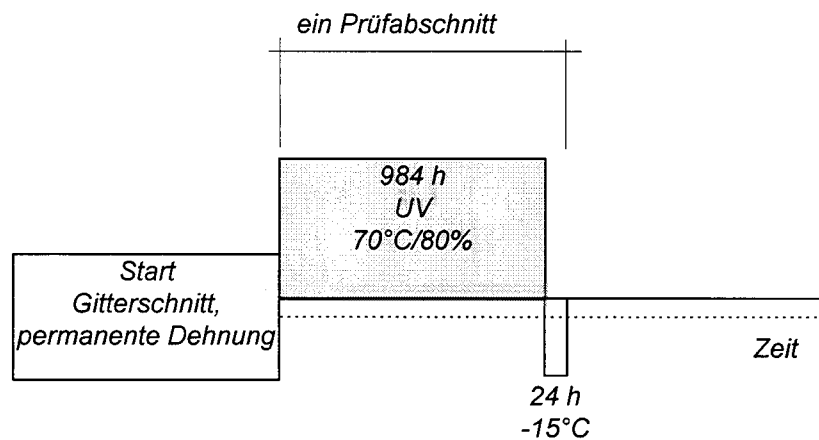 ein Prüfabschnitt
984 h
UV
70°C/80%
Start
Gitterschnitt,
permanente Dehnung
Zeit
24 h
-15°C